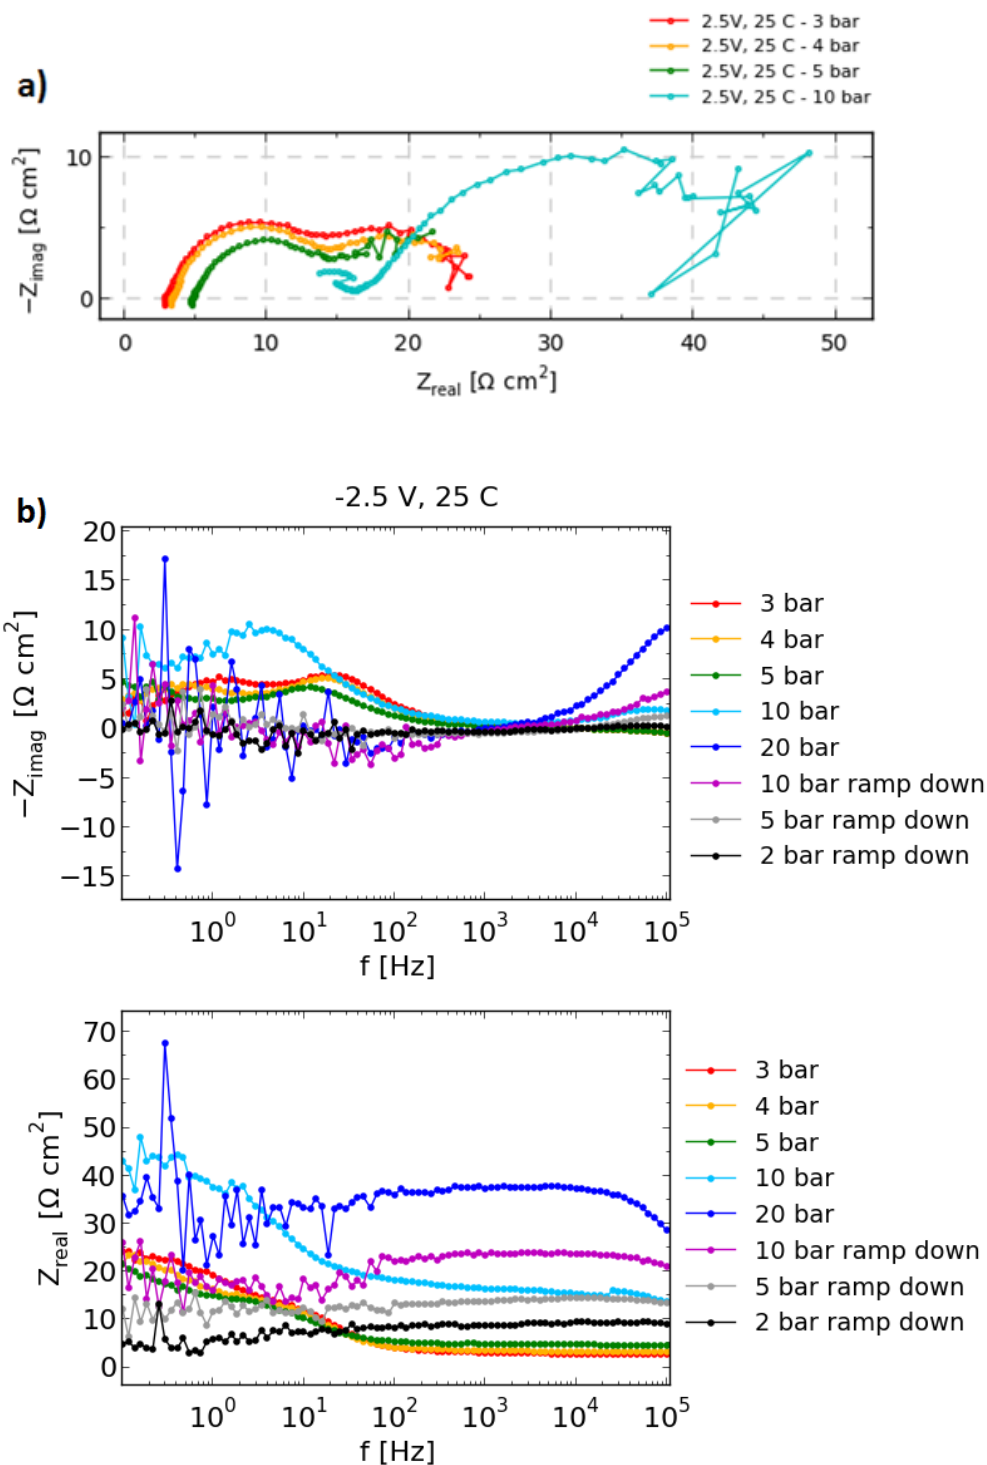 2.5V, 25 C - 3 bar
2.5V, 25 C - 4 bar
2.5V, 25 C - 5 bar
2.5V, 25 C - 10 bar
a)
−Z_imag [Ω cm²]
10
0
0 10 20 30 40 50
Z_real [Ω cm²]
b)
-2.5 V, 25 C
−Z_imag [Ω cm²]
20
15
10
5
0
−5
−10
−15
10⁰ 10¹ 10² 10³ 10⁴ 10⁵
f [Hz]
3 bar
4 bar
5 bar
10 bar
20 bar
10 bar ramp down
5 bar ramp down
2 bar ramp down
Z_real [Ω cm²]
70
60
50
40
30
20
10
0
10⁰ 10¹ 10² 10³ 10⁴ 10⁵
f [Hz]
3 bar
4 bar
5 bar
10 bar
20 bar
10 bar ramp down
5 bar ramp down
2 bar ramp down